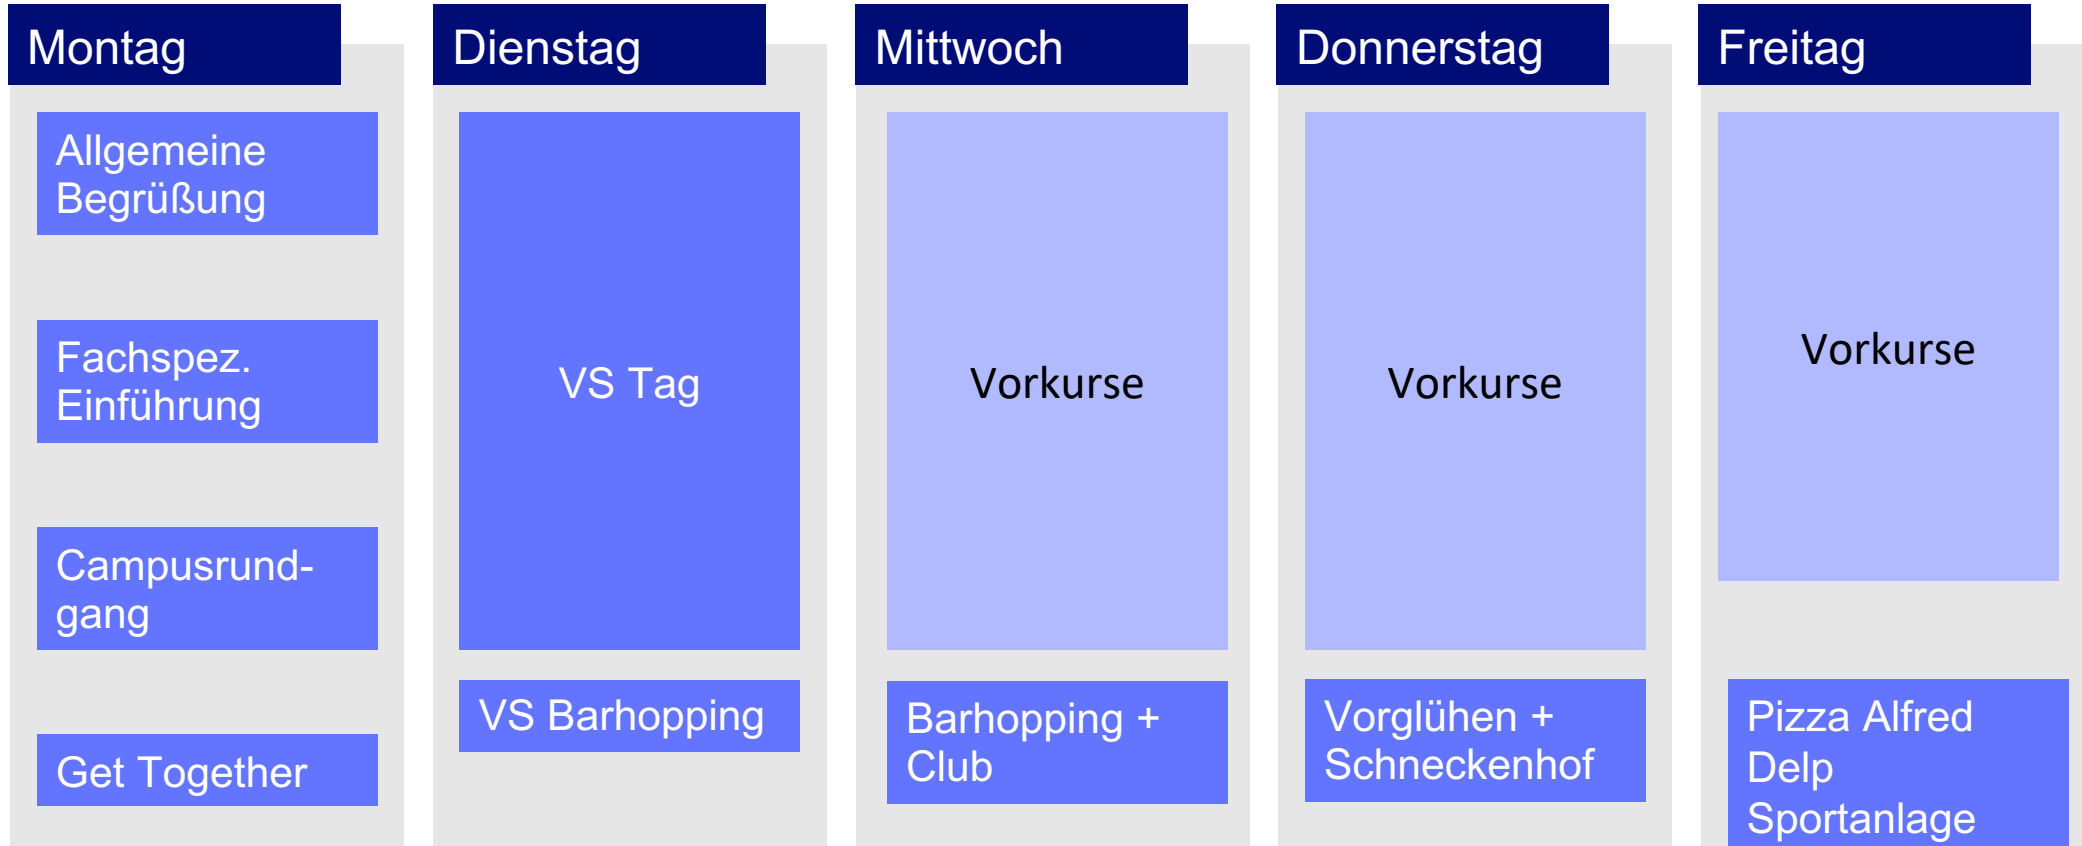 Montag
Allgemeine
Begrüßung
Fachspez.
Einführung
Campusrund-
gang
Get Together
Dienstag
VS Tag
VS Barhopping
Mittwoch
Vorkurse
Barhopping +
Club
Donnerstag
Vorkurse
Vorglühen +
Schneckenhof
Freitag
Vorkurse
Pizza Alfred
Delp
Sportanlage